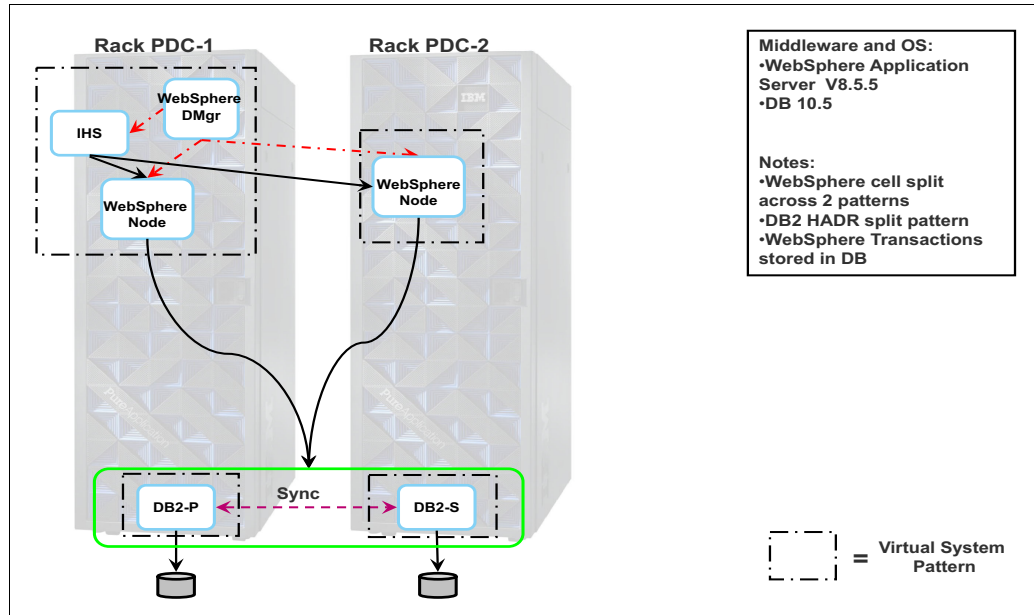 Rack PDC-1
Rack PDC-2
WebSphere
DMgr
IHS
WebSphere
Node
WebSphere
Node
IBM
PureApplication
PureApplication
Sync
DB2-P
DB2-S
Middleware and OS:
•WebSphere Application
Server V8.5.5
•DB 10.5
Notes:
•WebSphere cell split
across 2 patterns
•DB2 HADR split pattern
•WebSphere Transactions
stored in DB
= Virtual System
Pattern